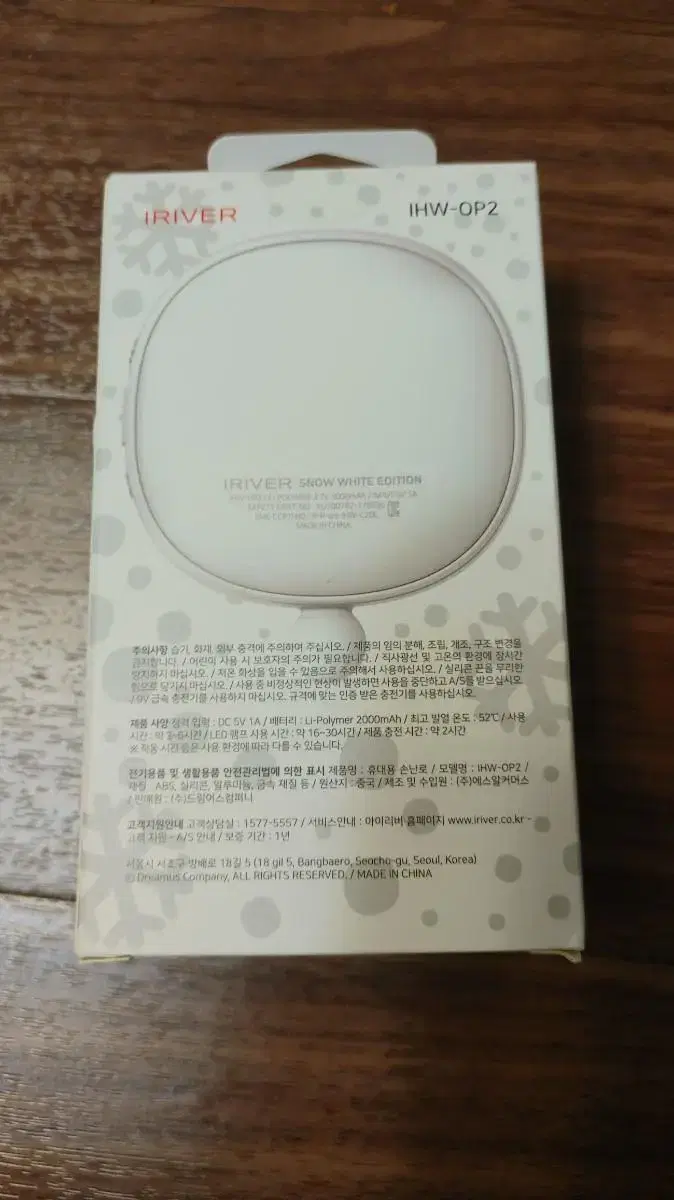 IRIVER
IHW-OP2
IRIVER SNOW WHITE EDITION
MADE IN CHINA
주의사항 습기, 화재, 외부 충격에 주의하여 주십시오. / 제품의 임의 분해, 조립, 개조, 구조 변경을
금지합니다. / 어린이 사용 시 보호자의 주의가 필요합니다. / 직사광선 및 고온의 환경에 장시간
방치하지 마십시오. / 저온 화상을 입을 수 있음으로 주의해서 사용하십시오. / 실리콘 끈을 무리한
힘으로 당기지 마십시오. / 사용 중 비정상적인 현상이 발생하면 사용을 중단하고 A/S를 받으십시오.
/ 9V 급속 충전기를 사용하지 마십시오. 규격에 맞는 인증 받은 충전기를 사용하십시오.
제품 사양 정격 입력 : DC 5V 1A / 배터리 : Li-Polymer 2000mAh / 최고 발열 온도 : 52℃ / 사용
시간 : 약 3~6시간 / LED 램프 사용 시간 : 약 16~30시간 / 제품 충전 시간 : 약 2시간
※ 작동 시간 등은 사용 환경에 따라 다를 수 있습니다.
전기용품 및 생활용품 안전관리법에 의한 표시 제품명 : 휴대용 손난로 / 모델명 : IHW-OP2 /
재질 : ABS, 실리콘, 알루미늄, 금속 재질 등 / 원산지 : 중국 / 제조 및 수입원 : (주)에스알커머스
/ 판매원 : (주)드림어스컴퍼니
고객지원안내 고객상담실 : 1577-5557 / 서비스안내 : 아이리버 홈페이지 www.iriver.co.kr -
고객 지원 - A/S 안내 / 보증 기간 : 1년
서울시 서초구 방배로 18길 5 (18 gil 5, Bangbaero, Seocho-gu, Seoul, Korea)
ⓒ Dreamus Company, ALL RIGHTS RESERVED. / MADE IN CHINA